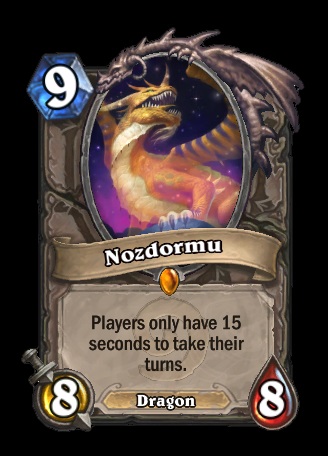 9
Nozdormu
Players only have 15
seconds to take their
turns.
8
Dragon
8